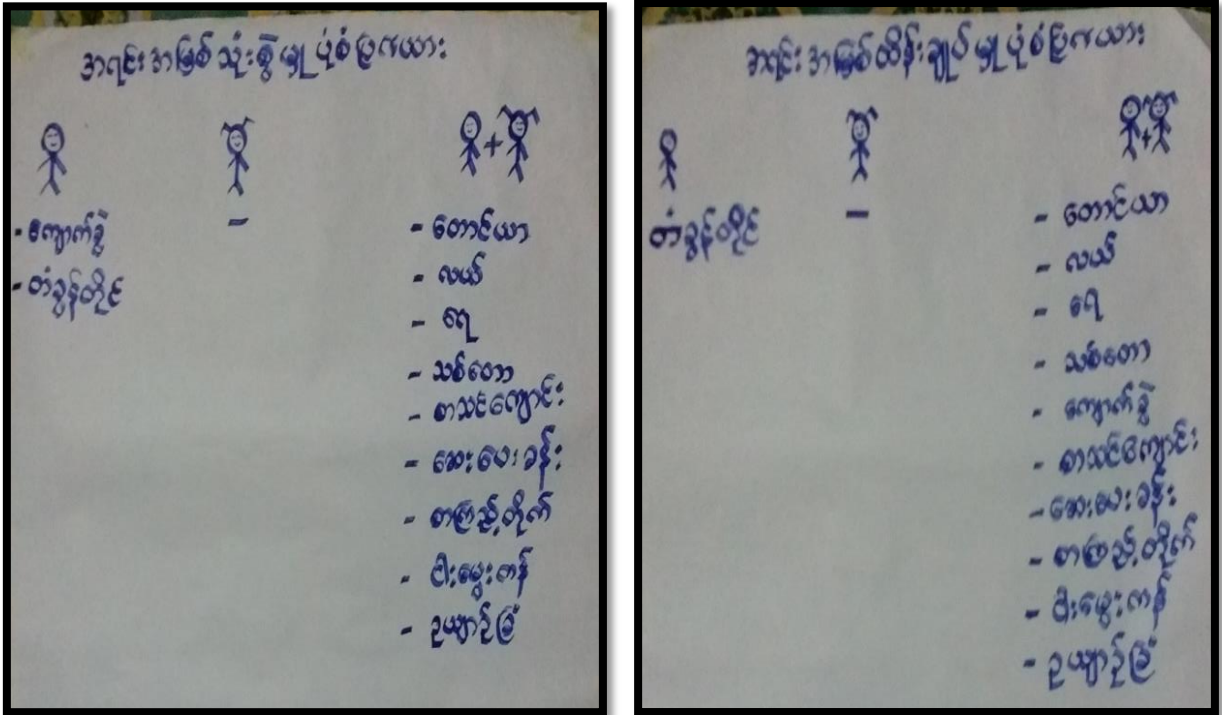 အရင်းအမြစ်သုံးစွဲမှုပုံစံပြဇယား
- ကျောက်ခွဲ
- တံခွန်တိုင်
-
- တောင်ယာ
- လယ်
- ရေ
- သစ်တော
- စာသင်ကျောင်း
- ဆေးပေးခန်း
- စာကြည့်တိုက်
- ငါးမွေးကန်
- ဥယျာဉ်ခြံ
အရင်းအမြစ်ထိန်းချုပ်မှုပုံစံပြဇယား
တံခွန်တိုင်
-
- တောင်ယာ
- လယ်
- ရေ
- သစ်တော
- ကျောက်ခွဲ
- စာသင်ကျောင်း
- ဆေးပေးခန်း
- စာကြည့်တိုက်
- ငါးမွေးကန်
- ဥယျာဉ်ခြံ